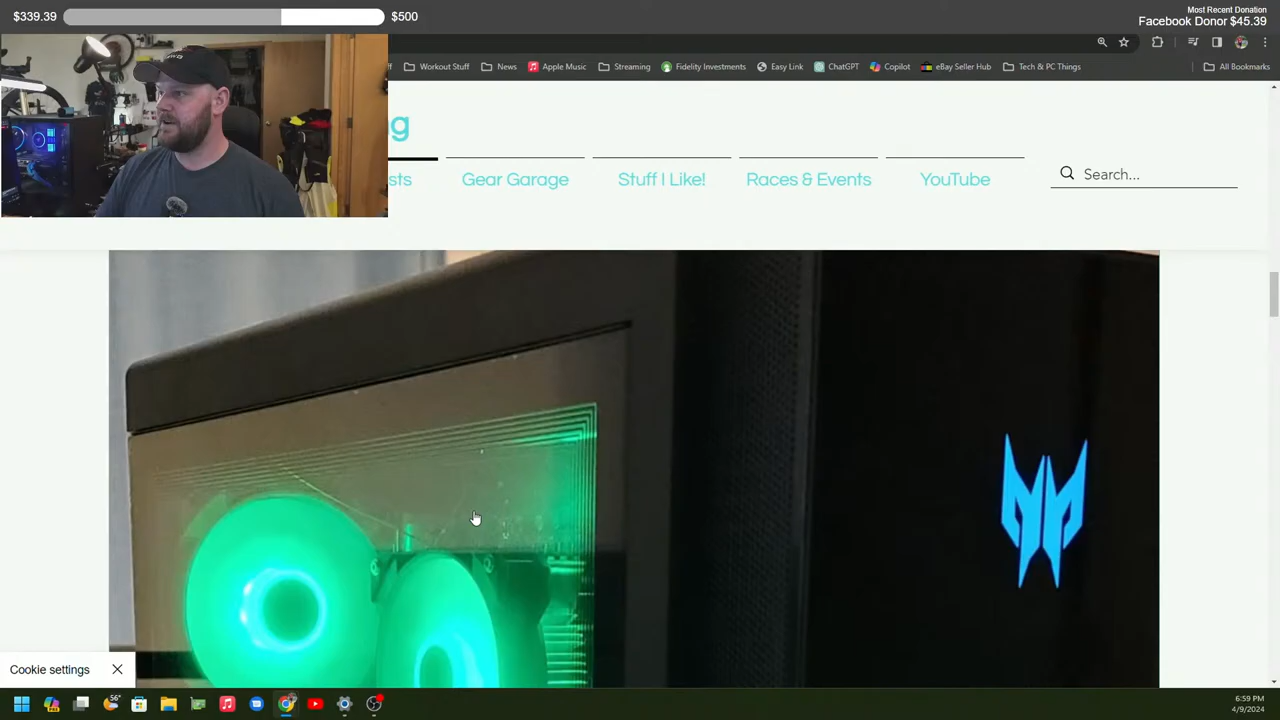 $339.39
$500
Most Recent Donation
Facebook Donor $45.39
Workout Stuff
News
Apple Music
Streaming
Fidelity Investments
Easy Link
ChatGPT
Copilot
eBay Seller Hub
Tech & PC Things
All Bookmarks
g
sts
Gear Garage
Stuff I Like!
Races & Events
YouTube
Search...
Cookie settings
56°
6:59 PM
4/9/2024